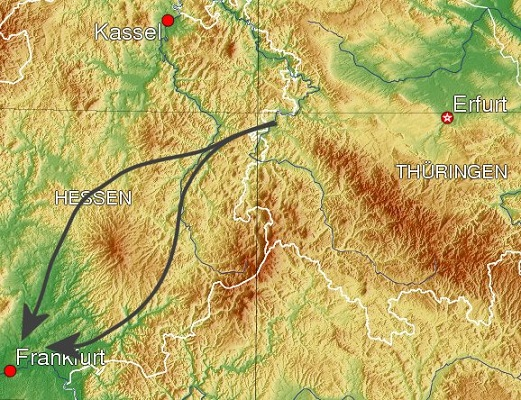 Kassel
Erfurt
THÜRINGEN
HESSEN
Frankfurt